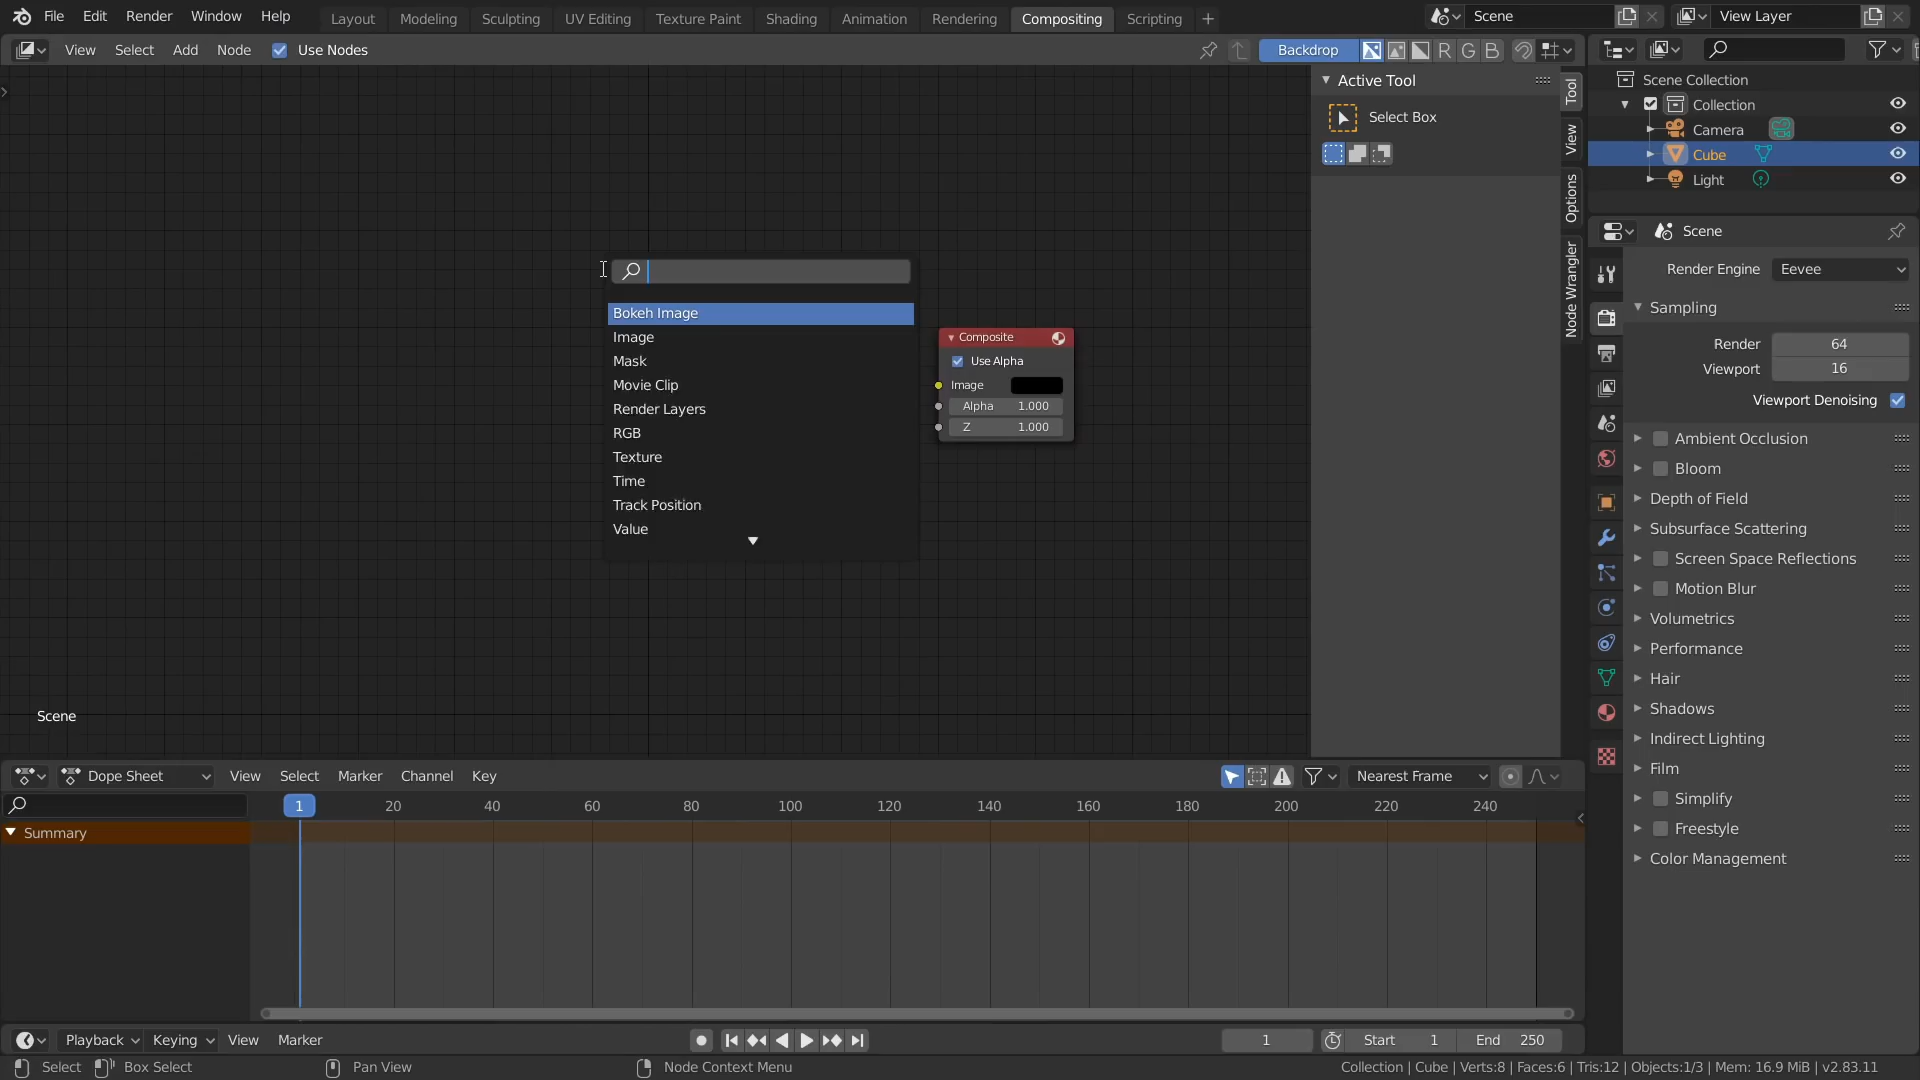 File Edit Render Window Help Layout Modeling Sculpting UV Editing Texture Paint Shading Animation Rendering Compositing Scripting + Scene View Layer
View Select Add Node Use Nodes Backdrop R G B
Active Tool
Select Box
Tool
View
Options
Node Wrangler
Scene Collection
Collection
Camera
Cube
Light
Bokeh Image
Image
Mask
Movie Clip
Render Layers
RGB
Texture
Time
Track Position
Value
Composite
Use Alpha
Image
Alpha 1.000
Z 1.000
Scene
Scene
Render Engine Eevee
Sampling
Render 64
Viewport 16
Viewport Denoising
Ambient Occlusion
Bloom
Depth of Field
Subsurface Scattering
Screen Space Reflections
Motion Blur
Volumetrics
Performance
Hair
Shadows
Indirect Lighting
Film
Simplify
Freestyle
Color Management
Dope Sheet View Select Marker Channel Key Nearest Frame
1 20 40 60 80 100 120 140 160 180 200 220 240
Summary
Playback Keying View Marker 1 Start 1 End 250
Select Box Select Pan View Node Context Menu Collection | Cube | Verts:8 | Faces:6 | Tris:12 | Objects:1/3 | Mem: 16.9 MiB | v2.83.11